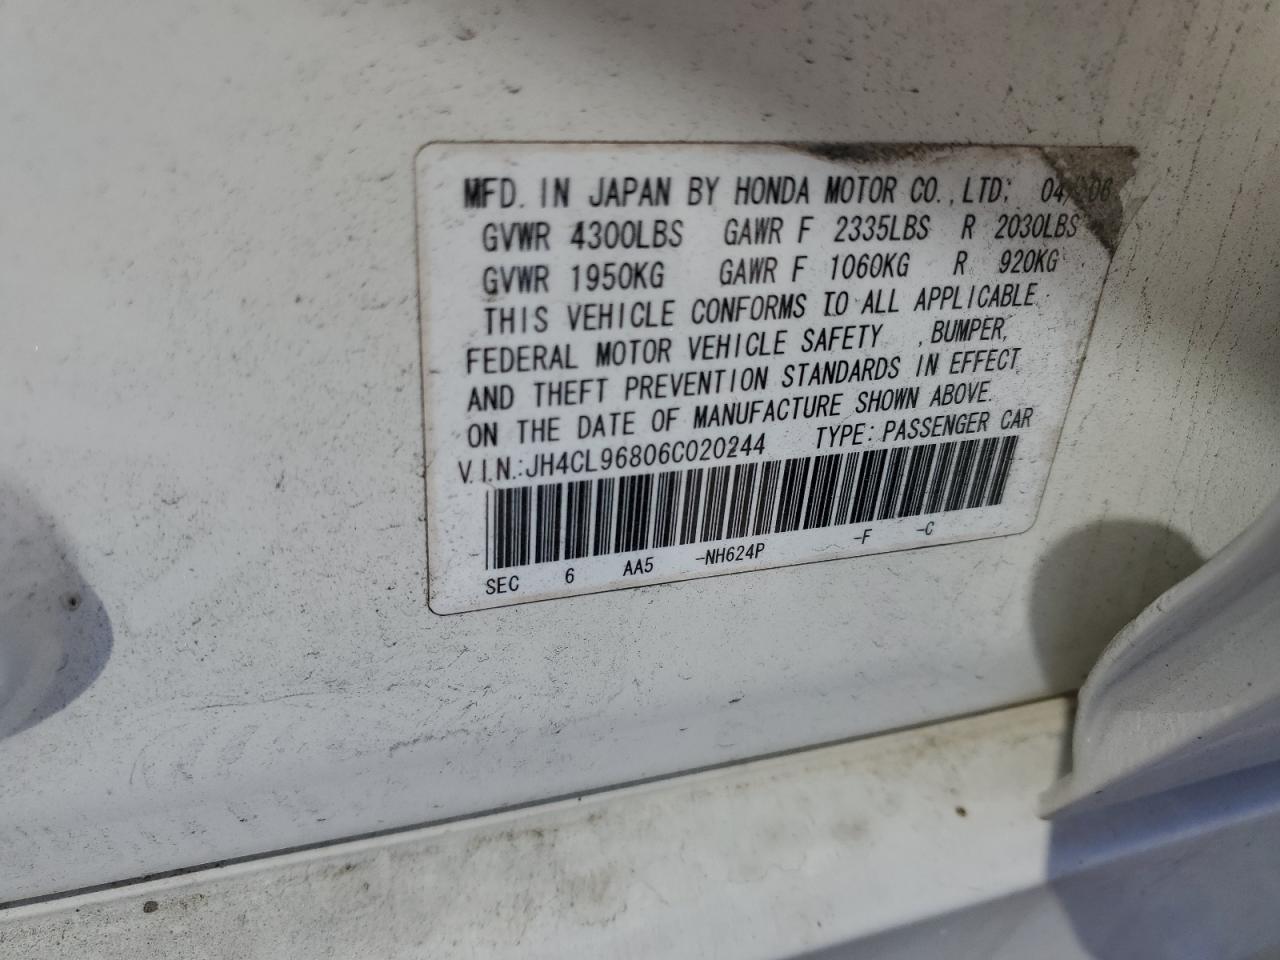 MFD. IN JAPAN BY HONDA MOTOR CO., LTD;
GVWR 4300LBS GAWR F 2335LBS R 2030LBS
GVWR 1950KG GAWR F 1060KG R 920KG
THIS VEHICLE CONFORMS TO ALL APPLICABLE
FEDERAL MOTOR VEHICLE SAFETY , BUMPER,
AND THEFT PREVENTION STANDARDS IN EFFECT
ON THE DATE OF MANUFACTURE SHOWN ABOVE.
V.I.N.:JH4CL96806C020244 TYPE: PASSENGER CAR
SEC 6 AA5 -NH624P -F -C